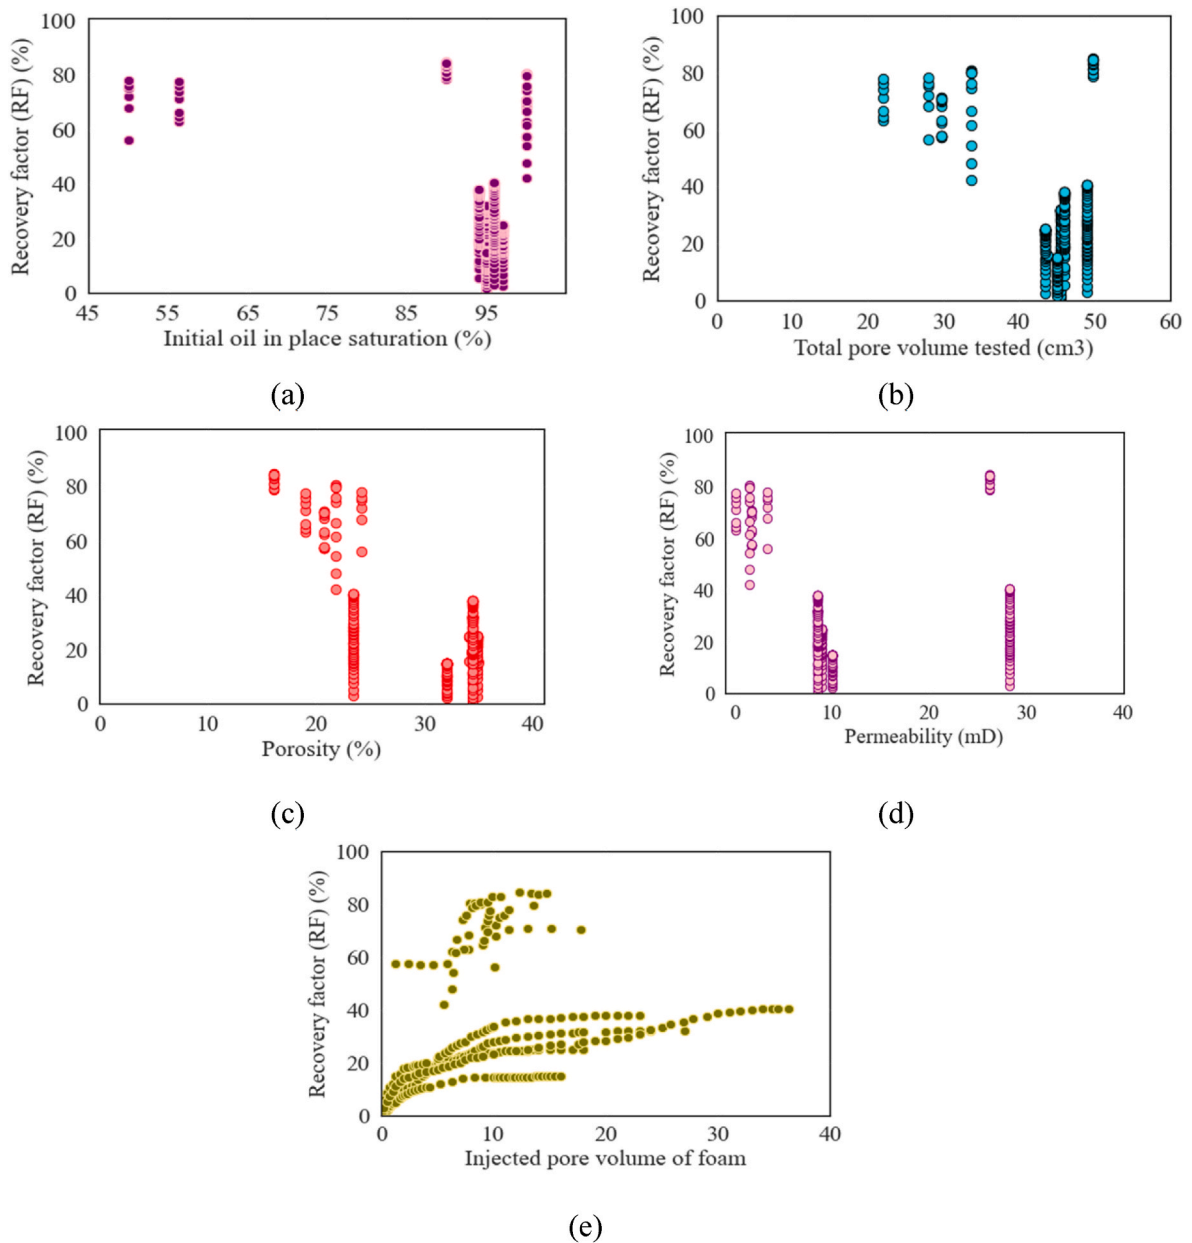 Recovery factor (RF) (%)
100
80
60
40
20
0
45 55 65 75 85 95
Initial oil in place saturation (%)
(a)
Recovery factor (RF) (%)
100
80
60
40
20
0
0 10 20 30 40 50 60
Total pore volume tested (cm3)
(b)
Recovery factor (RF) (%)
100
80
60
40
20
0
0 10 20 30 40
Porosity (%)
(c)
Recovery factor (RF) (%)
100
80
60
40
20
0
0 10 20 30 40
Permeability (mD)
(d)
Recovery factor (RF) (%)
100
80
60
40
20
0
0 10 20 30 40
Injected pore volume of foam
(e)